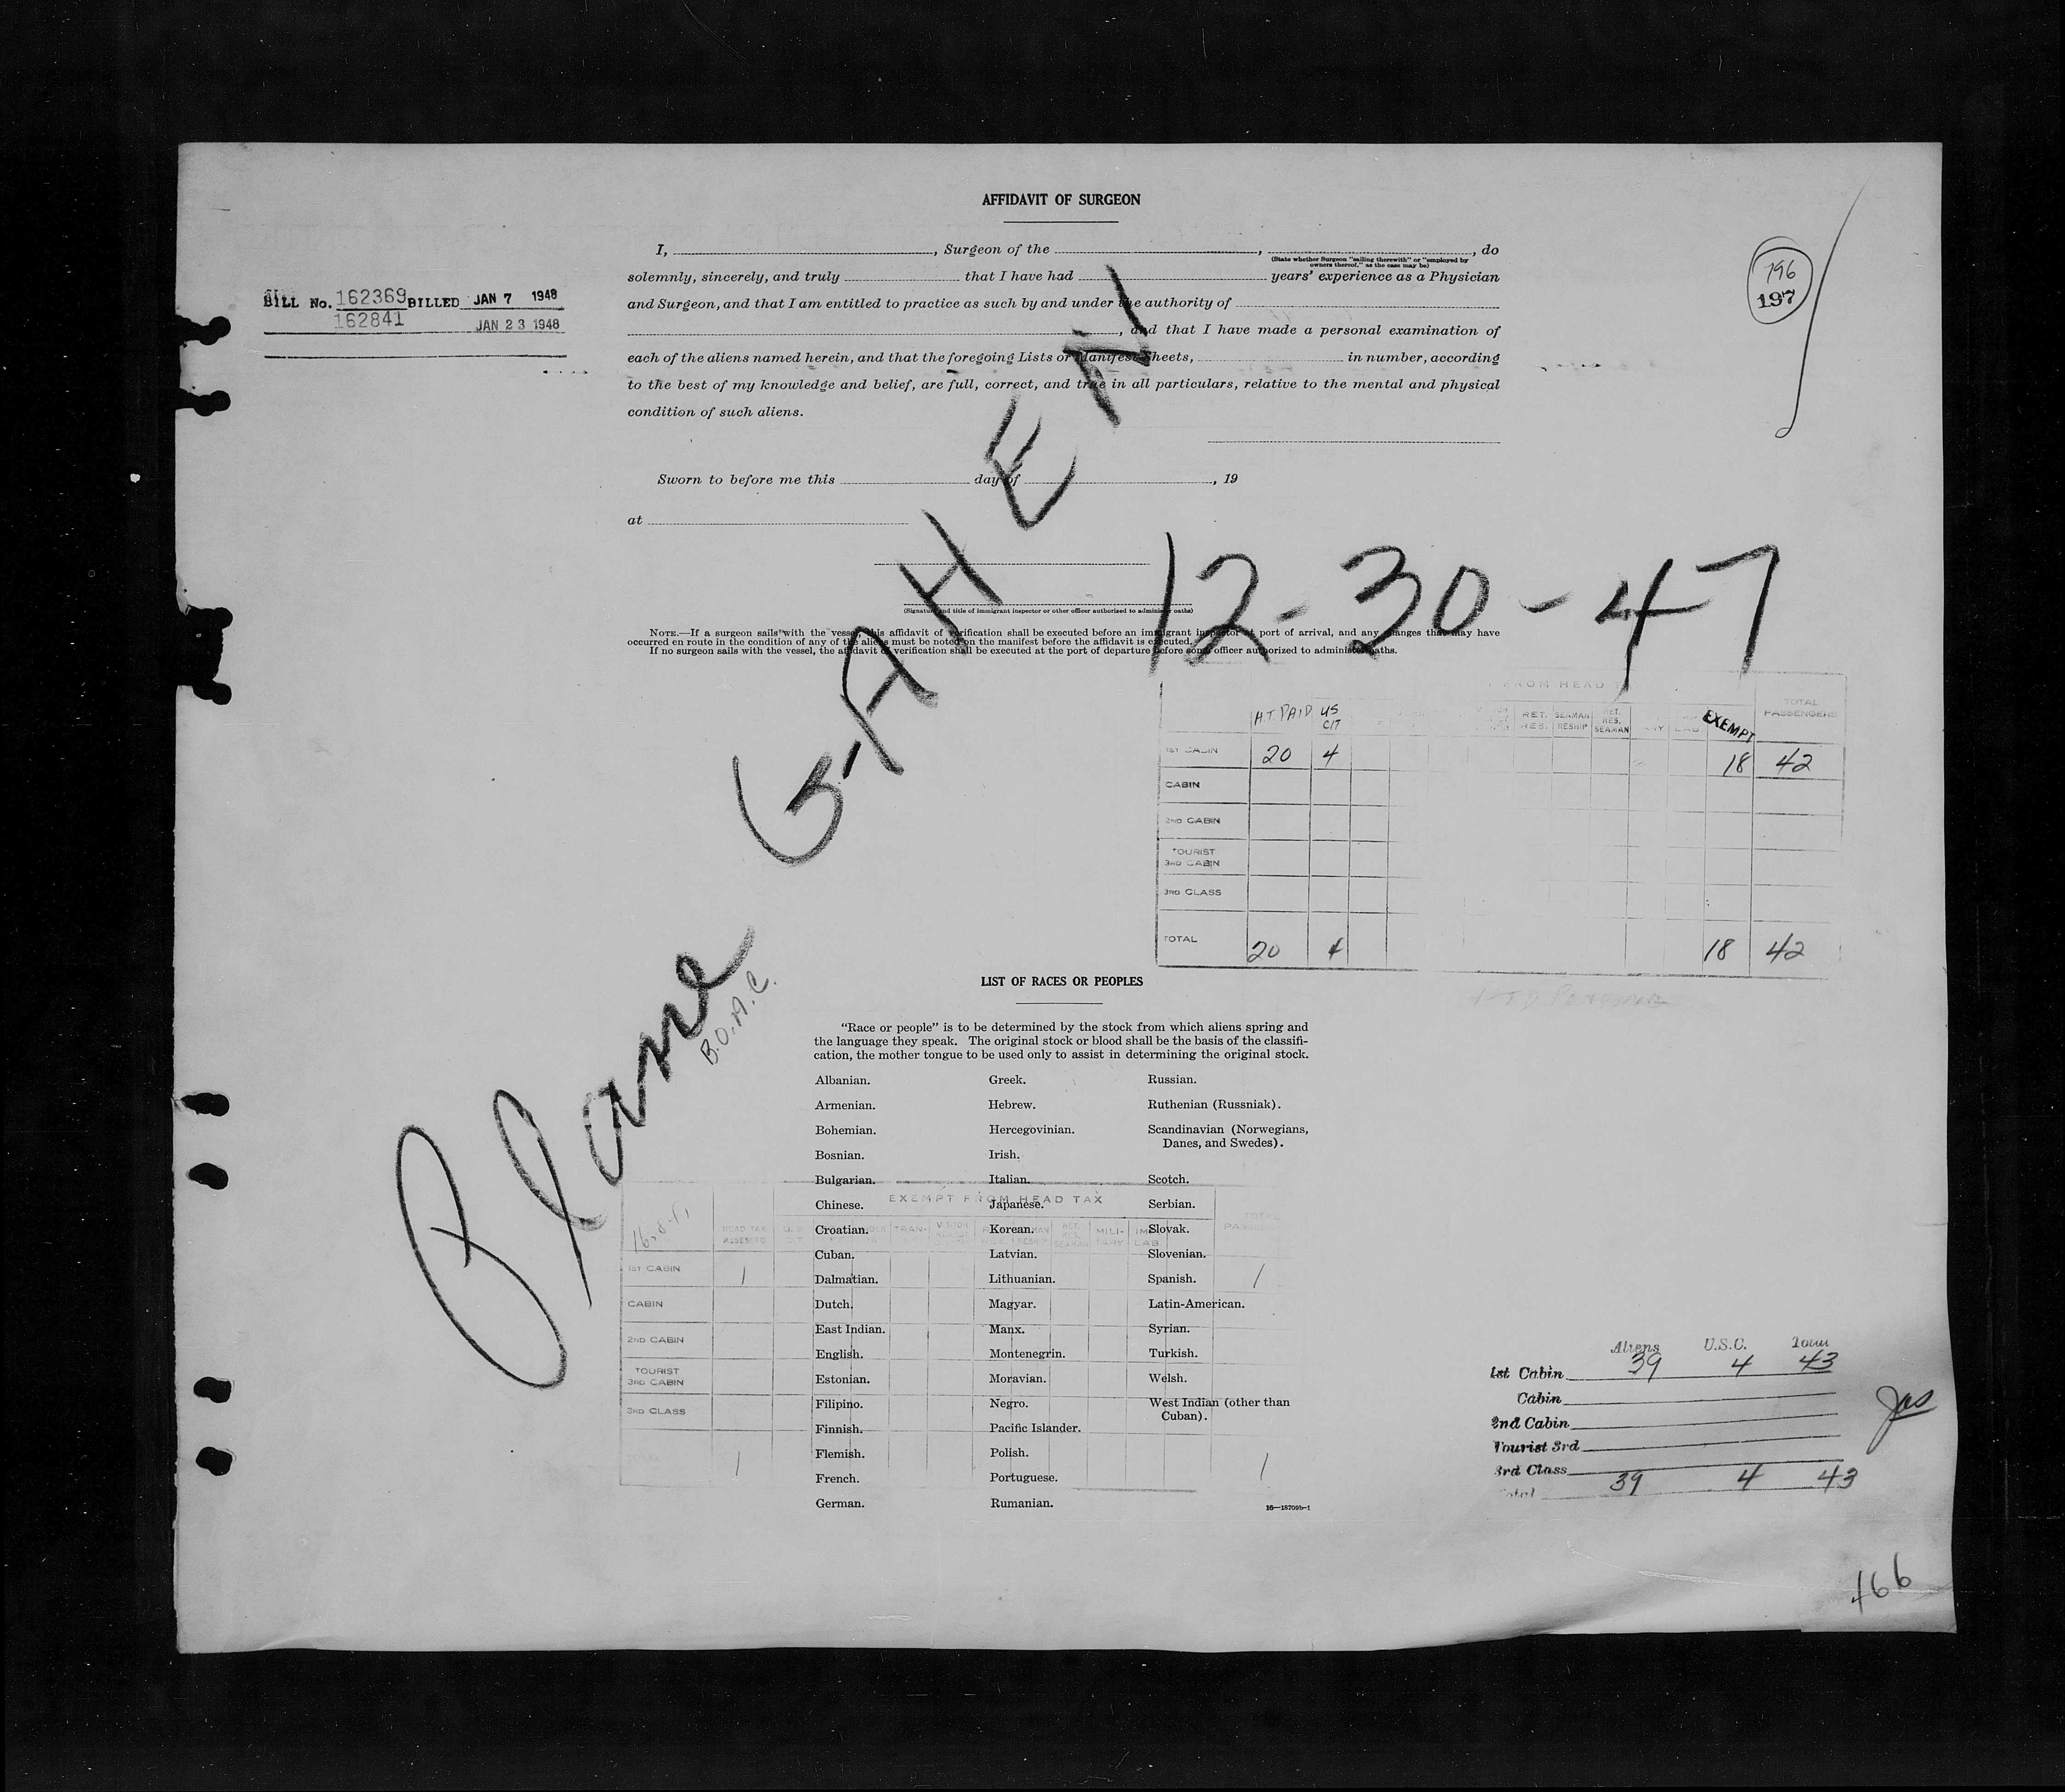 AFFIDAVIT OF SURGEON
I, , Surgeon of the , , do
(State whether Surgeon "sailing therewith" or "employed by
owners thereof," as the case may be)
solemnly, sincerely, and truly that I have had years' experience as a Physician
and Surgeon, and that I am entitled to practice as such by and under the authority of
, and that I have made a personal examination of
each of the aliens named herein, and that the foregoing Lists or Manifest Sheets, in number, according
to the best of my knowledge and belief, are full, correct, and true in all particulars, relative to the mental and physical
condition of such aliens.
Sworn to before me this day of , 19
at
(Signature and title of immigrant inspector or other officer authorized to administer oaths)
NOTE.—If a surgeon sails with the vessel, this affidavit of verification shall be executed before an immigrant inspector at port of arrival, and any changes that may have
occurred en route in the condition of any of the aliens must be noted on the manifest before the affidavit is executed.
If no surgeon sails with the vessel, the affidavit of verification shall be executed at the port of departure before some officer authorized to administer oaths.
BILL No. 162369 BILLED JAN 7 1948
162841 JAN 23 1948
196
197
Plane G-AHEN
B.O.A.C.
12-30-47
FROM HEAD
H.T PAID US CIT RET. RES. SEAMAN RESHIP RET. RES. SEAMAN EXEMPT TOTAL PASSENGERS
1ST CABIN 20 4 18 42
CABIN
2ND CABIN
TOURIST
3RD CABIN
3RD CLASS
TOTAL 20 4 18 42
LIST OF RACES OR PEOPLES
"Race or people" is to be determined by the stock from which aliens spring and
the language they speak. The original stock or blood shall be the basis of the classifi-
cation, the mother tongue to be used only to assist in determining the original stock.
Albanian. Greek. Russian.
Armenian. Hebrew. Ruthenian (Russniak).
Bohemian. Hercegovinian. Scandinavian (Norwegians,
Danes, and Swedes).
Bosnian. Irish.
Bulgarian. Italian. Scotch.
Chinese. Japanese. Serbian.
Croatian. Korean. Slovak.
Cuban. Latvian. Slovenian.
Dalmatian. Lithuanian. Spanish.
Dutch. Magyar. Latin-American.
East Indian. Manx. Syrian.
English. Montenegrin. Turkish.
Estonian. Moravian. Welsh.
Filipino. Negro. West Indian (other than
Cuban).
Finnish. Pacific Islander.
Flemish. Polish.
French. Portuguese.
German. Rumanian.
16—18709b-1
EXEMPT FROM HEAD TAX
HEAD TAX ASSESSED TRAN- RET. RES. SEAMAN MILI- TARY TOTAL
1ST CABIN 1 1
CABIN
2ND CABIN
TOURIST
3RD CABIN
3RD CLASS
TOTAL 1 1
Aliens U.S.C. Total
1st Cabin 39 4 43
Cabin
2nd Cabin
Tourist 3rd
3rd Class
Total 39 4 43
Jas
166